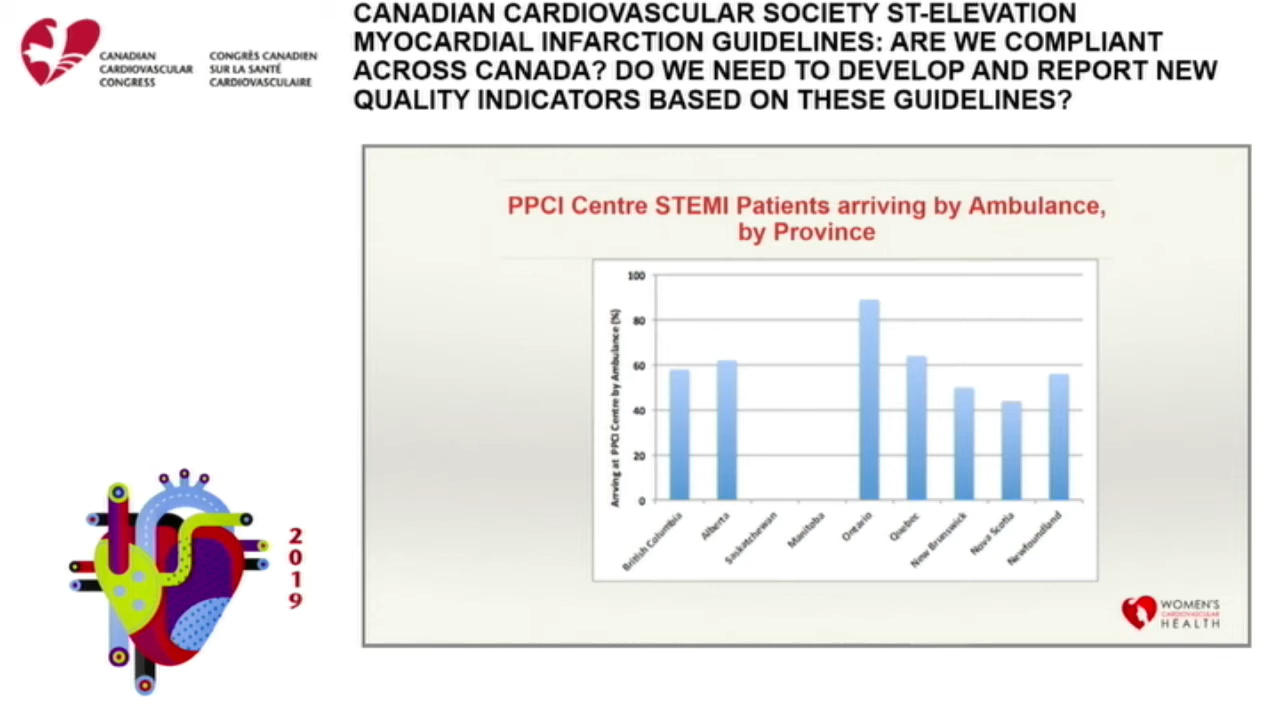 CANADIAN CARDIOVASCULAR SOCIETY ST-ELEVATION
MYOCARDIAL INFARCTION GUIDELINES: ARE WE COMPLIANT
ACROSS CANADA? DO WE NEED TO DEVELOP AND REPORT NEW
QUALITY INDICATORS BASED ON THESE GUIDELINES?
CANADIAN
CARDIOVASCULAR
CONGRESS
CONGRÈS CANADIEN
SUR LA SANTÉ
CARDIOVASCULAIRE
PPCI Centre STEMI Patients arriving by Ambulance,
by Province
Arriving at PPCI Centre by Ambulance (%)
100
80
60
40
20
0
British Columbia
Alberta
Saskatchewan
Manitoba
Ontario
Quebec
New Brunswick
Nova Scotia
Newfoundland
WOMEN'S
CARDIOVASCULAR
HEALTH
2
0
1
9